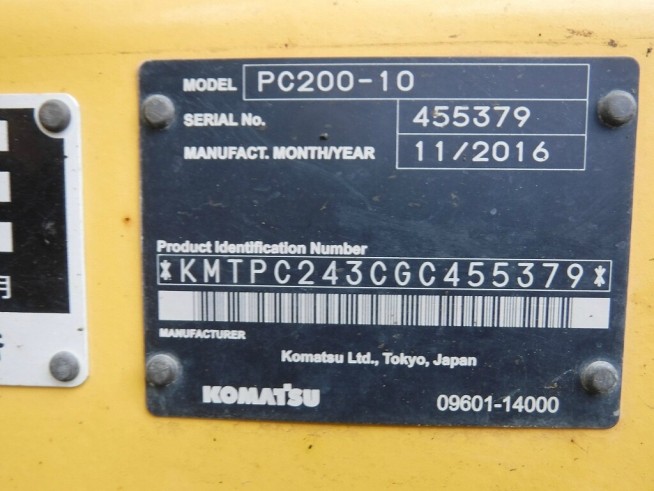 MODEL PC200-10
SERIAL No. 455379
MANUFACT. MONTH/YEAR 11/2016
Product Identification Number
*KMTPC243CGC455379*
MANUFACTURER
Komatsu Ltd., Tokyo, Japan
KOMATSU 09601-14000
月